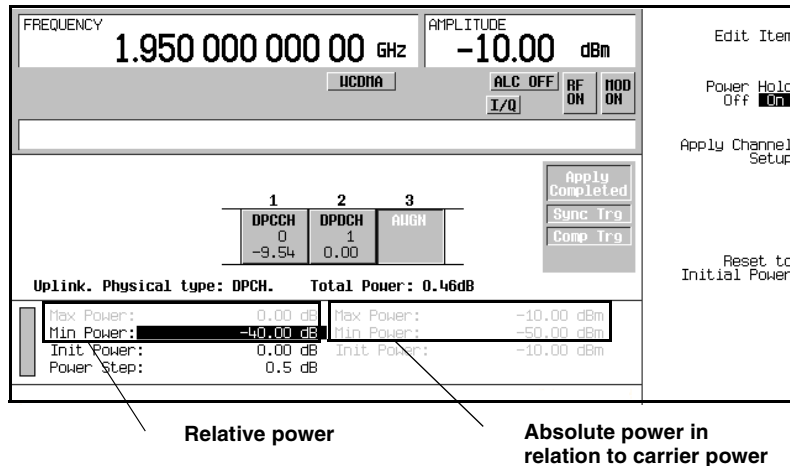 FREQUENCY
1.950 000 000 00 GHz
AMPLITUDE
-10.00 dBm
WCDMA
ALC OFF
I/Q
RF ON
MOD ON
Edit Item
Power Hold
Off On
Apply Channel
Setup
Reset to
Initial Power
Apply
Completed
Sync Trg
Comp Trg
1 2 3
DPCCH DPDCH AWGN
0 1
-9.54 0.00
Uplink. Physical type: DPCH. Total Power: 0.46dB
Max Power: 0.00 dB Max Power: -10.00 dBm
Min Power: -40.00 dB Min Power: -50.00 dBm
Init Power: 0.00 dB Init Power: -10.00 dBm
Power Step: 0.5 dB
Relative power
Absolute power in
relation to carrier power